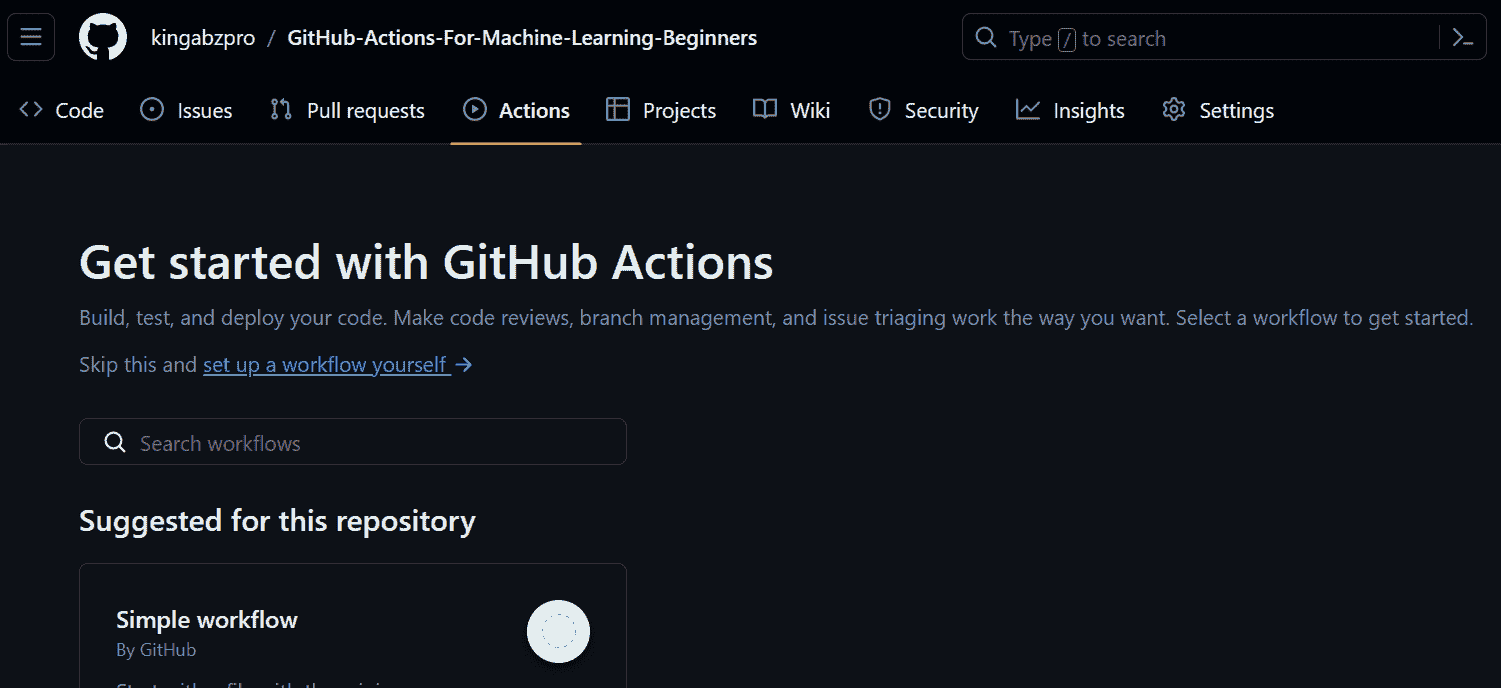 kingabzpro / GitHub-Actions-For-Machine-Learning-Beginners
Type / to search
Code Issues Pull requests Actions Projects Wiki Security Insights Settings
Get started with GitHub Actions
Build, test, and deploy your code. Make code reviews, branch management, and issue triaging work the way you want. Select a workflow to get started.
Skip this and set up a workflow yourself →
Search workflows
Suggested for this repository
Simple workflow
By GitHub